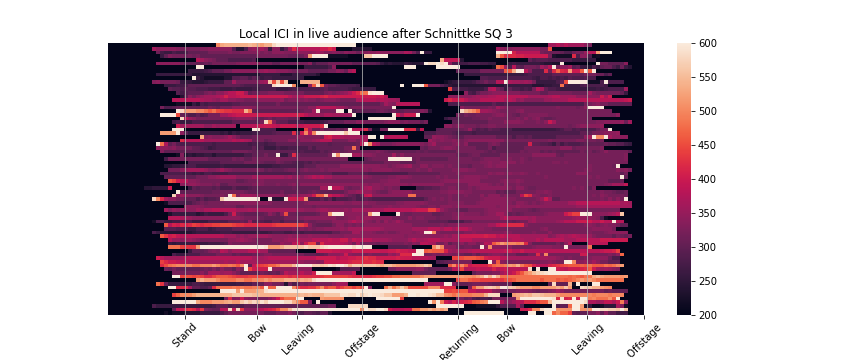 Local ICI in live audience after Schnittke SQ 3
600
550
500
450
400
350
300
250
200
Stand
Bow
Leaving
Offstage
Returning
Bow
Leaving
Offstage